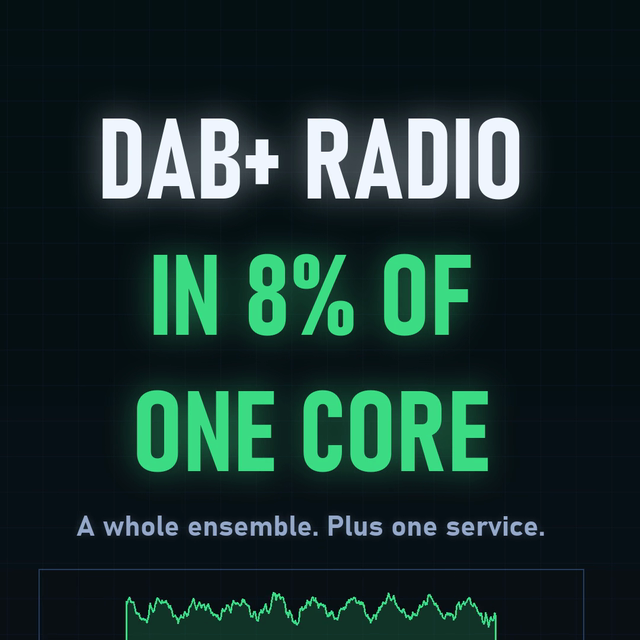 DAB+ RADIO
IN 8% OF
ONE CORE
A whole ensemble. Plus one service.